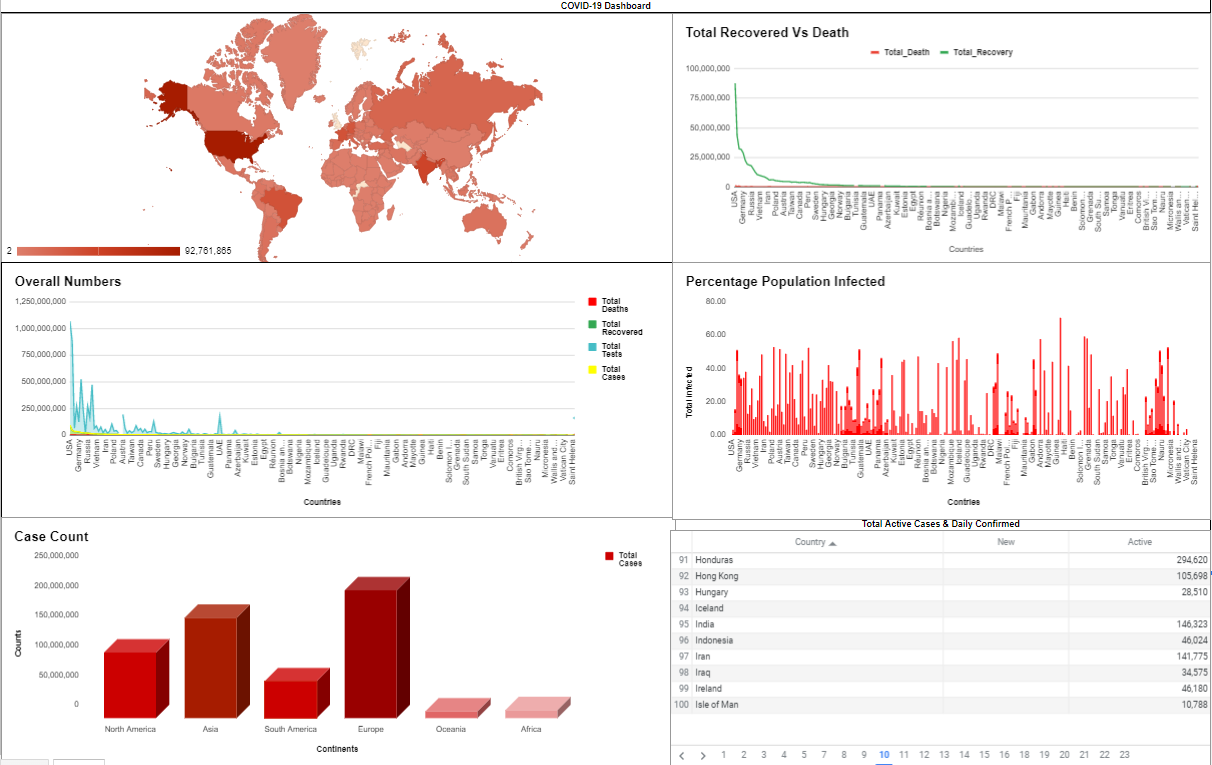 COVID-19 Dashboard
2
92,761,865
Total Recovered Vs Death
Total_Death
Total_Recovery
100,000,000
75,000,000
50,000,000
25,000,000
0
USA
Germany
Russia
Vietnam
Iran
Poland
Austria
Taiwan
Canada
Peru
Sweden
Hungary
Georgia
Norway
Bulgaria
Tunisia
Guatemala
UAE
Panama
Azerbaijan
Kuwait
Estonia
Egypt
Réunion
Bosnia a...
Botswana
Nigeria
Mozambi...
Iceland
Guadelo...
Uganda
Rwanda
DRC
Malawi
French P...
Fiji
Mauritania
Gabon
Andorra
Mayotte
Guinea
Haiti
Benin
Solomon...
Grenada
South Su...
Samoa
Tonga
Vanuatu
Eritrea
Comoros
British V...
Sao Tom...
Nauru
Micronesia
Wallis an...
Vatican...
Saint He...
Countries
Overall Numbers
1,250,000,000
1,000,000,000
750,000,000
500,000,000
250,000,000
0
Total
Deaths
Total
Recovered
Total
Tests
Total
Cases
USA
Germany
Russia
Vietnam
Iran
Poland
Austria
Taiwan
Canada
Peru
Sweden
Hungary
Georgia
Norway
Bulgaria
Tunisia
Guatemala
UAE
Panama
Azerbaijan
Kuwait
Estonia
Egypt
Réunion
Bosnia an...
Botswana
Nigeria
Mozambique
Iceland
Guadeloupe
Uganda
Rwanda
DRC
Malawi
French Pol...
Fiji
Mauritania
Gabon
Andorra
Mayotte
Guinea
Haiti
Benin
Solomon I...
Grenada
South Sudan
Samoa
Tonga
Vanuatu
Eritrea
Comoros
British Virg...
Sao Tome...
Nauru
Micronesia
Wallis and...
Vatican City
Saint Helena
Countries
Percentage Population Infected
Total infected
80.00
60.00
40.00
20.00
0.00
USA
Germany
Russia
Vietnam
Iran
Poland
Austria
Taiwan
Canada
Peru
Sweden
Hungary
Georgia
Norway
Bulgaria
Tunisia
Guatemala
UAE
Panama
Azerbaijan
Kuwait
Estonia
Egypt
Réunion
Bosnia an...
Botswana
Nigeria
Mozambique
Iceland
Guadeloupe
Uganda
Rwanda
DRC
Malawi
French Pol...
Fiji
Mauritania
Gabon
Andorra
Mayotte
Guinea
Haiti
Benin
Solomon I...
Grenada
South Sudan
Samoa
Tonga
Vanuatu
Eritrea
Comoros
British Virg...
Sao Tome...
Nauru
Micronesia
Wallis and...
Vatican City
Saint Helena
Contries
Case Count
250,000,000
200,000,000
150,000,000
100,000,000
50,000,000
0
Counts
Total
Cases
North America
Asia
South America
Europe
Oceania
Africa
Continents
Total Active Cases & Daily Confirmed
Country New Active
91 Honduras 294,620
92 Hong Kong 105,698
93 Hungary 28,510
94 Iceland
95 India 146,323
96 Indonesia 46,024
97 Iran 141,775
98 Iraq 34,575
99 Ireland 46,180
100 Isle of Man 10,788
1 2 3 4 5 6 7 8 9 10 11 12 13 14 15 16 17 18 19 20 21 22 23